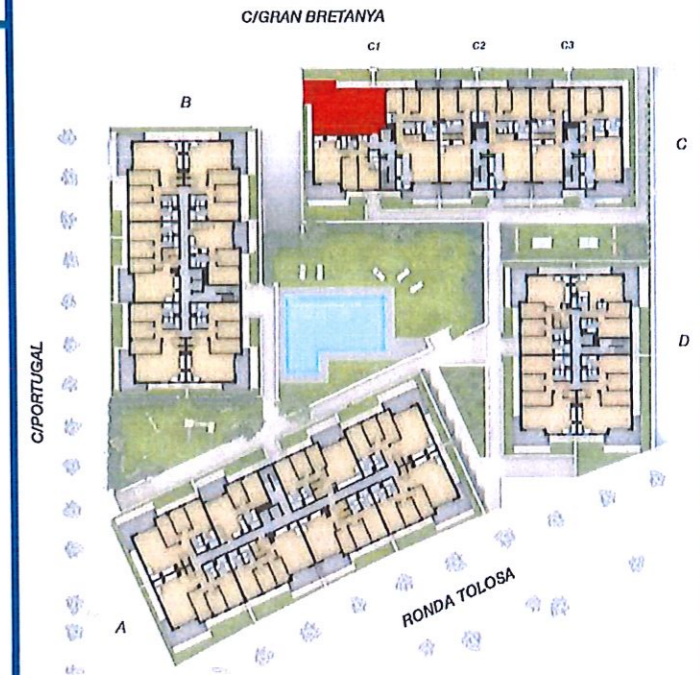 C/GRAN BRETANYA
C1 C2 C3
B
C
D
C/PORTUGAL
A
RONDA TOLOSA